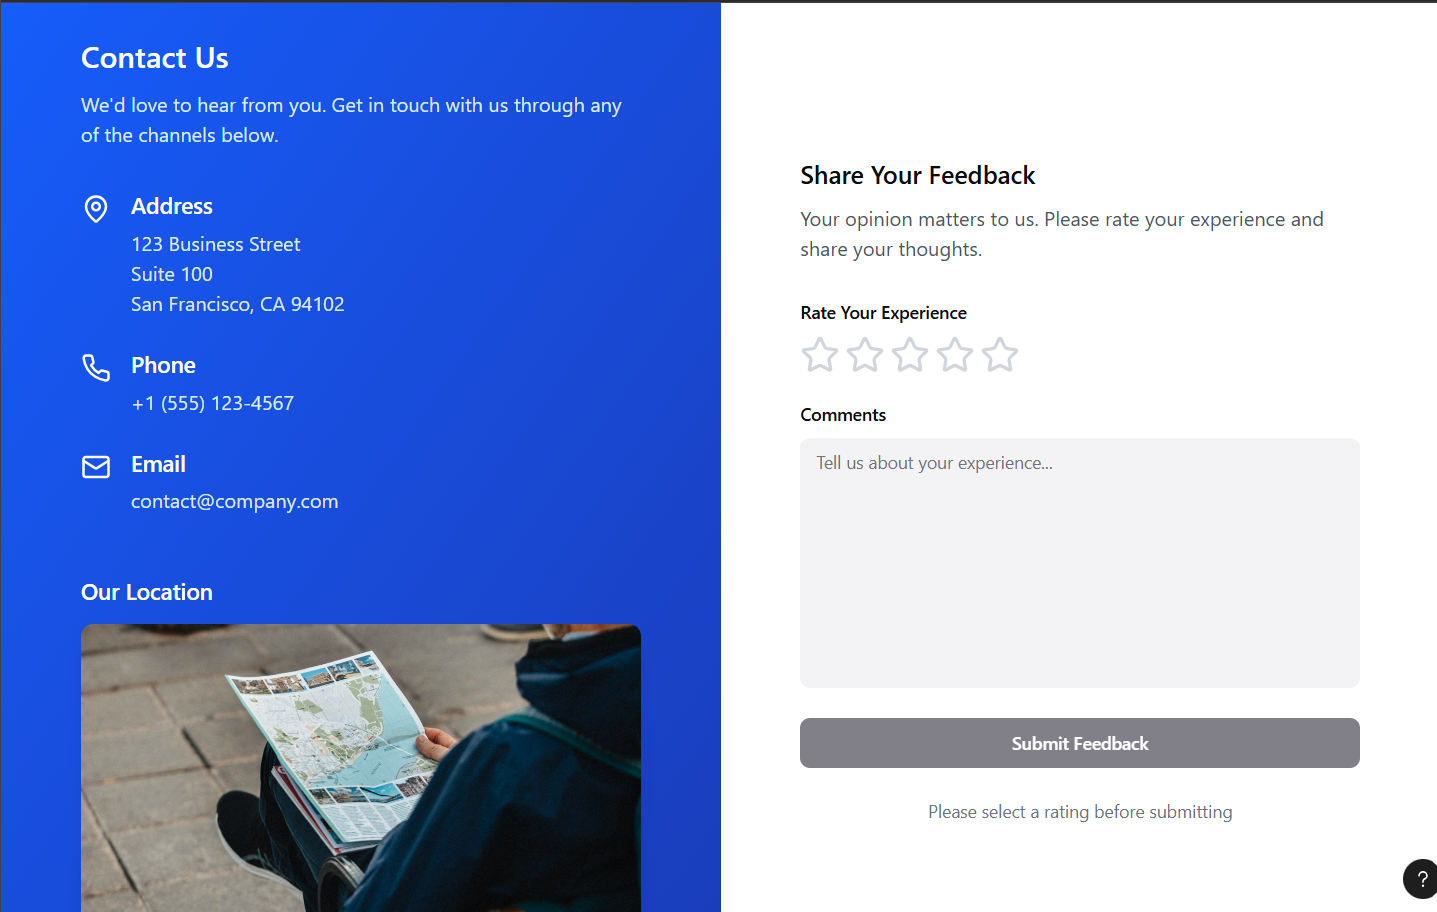 Contact Us
We'd love to hear from you. Get in touch with us through any
of the channels below.
Address
123 Business Street
Suite 100
San Francisco, CA 94102
Phone
+1 (555) 123-4567
Email
contact@company.com
Our Location
Share Your Feedback
Your opinion matters to us. Please rate your experience and
share your thoughts.
Rate Your Experience
Comments
Tell us about your experience...
Submit Feedback
Please select a rating before submitting
?